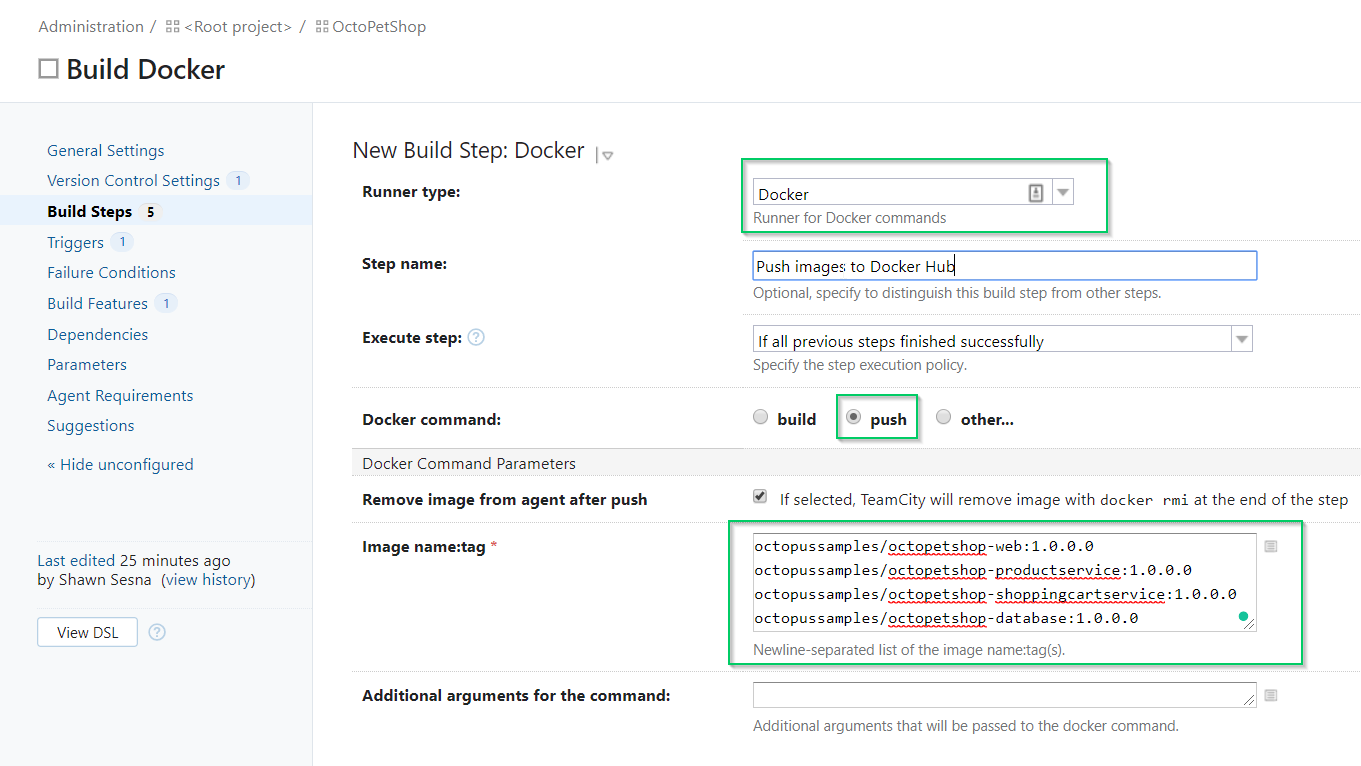 Administration / <Root project> / OctoPetShop
Build Docker
General Settings
Version Control Settings 1
Build Steps 5
Triggers 1
Failure Conditions
Build Features 1
Dependencies
Parameters
Agent Requirements
Suggestions
« Hide unconfigured
Last edited 25 minutes ago
by Shawn Sesna (view history)
View DSL ?
New Build Step: Docker
Runner type:
Docker
Runner for Docker commands
Step name:
Push images to Docker Hub
Optional, specify to distinguish this build step from other steps.
Execute step: ?
If all previous steps finished successfully
Specify the step execution policy.
Docker command: build push other...
Docker Command Parameters
Remove image from agent after push If selected, TeamCity will remove image with docker rmi at the end of the step
Image name:tag *
octopussamples/octopetshop-web:1.0.0.0
octopussamples/octopetshop-productservice:1.0.0.0
octopussamples/octopetshop-shoppingcartservice:1.0.0.0
octopussamples/octopetshop-database:1.0.0.0
Newline-separated list of the image name:tag(s).
Additional arguments for the command:
Additional arguments that will be passed to the docker command.